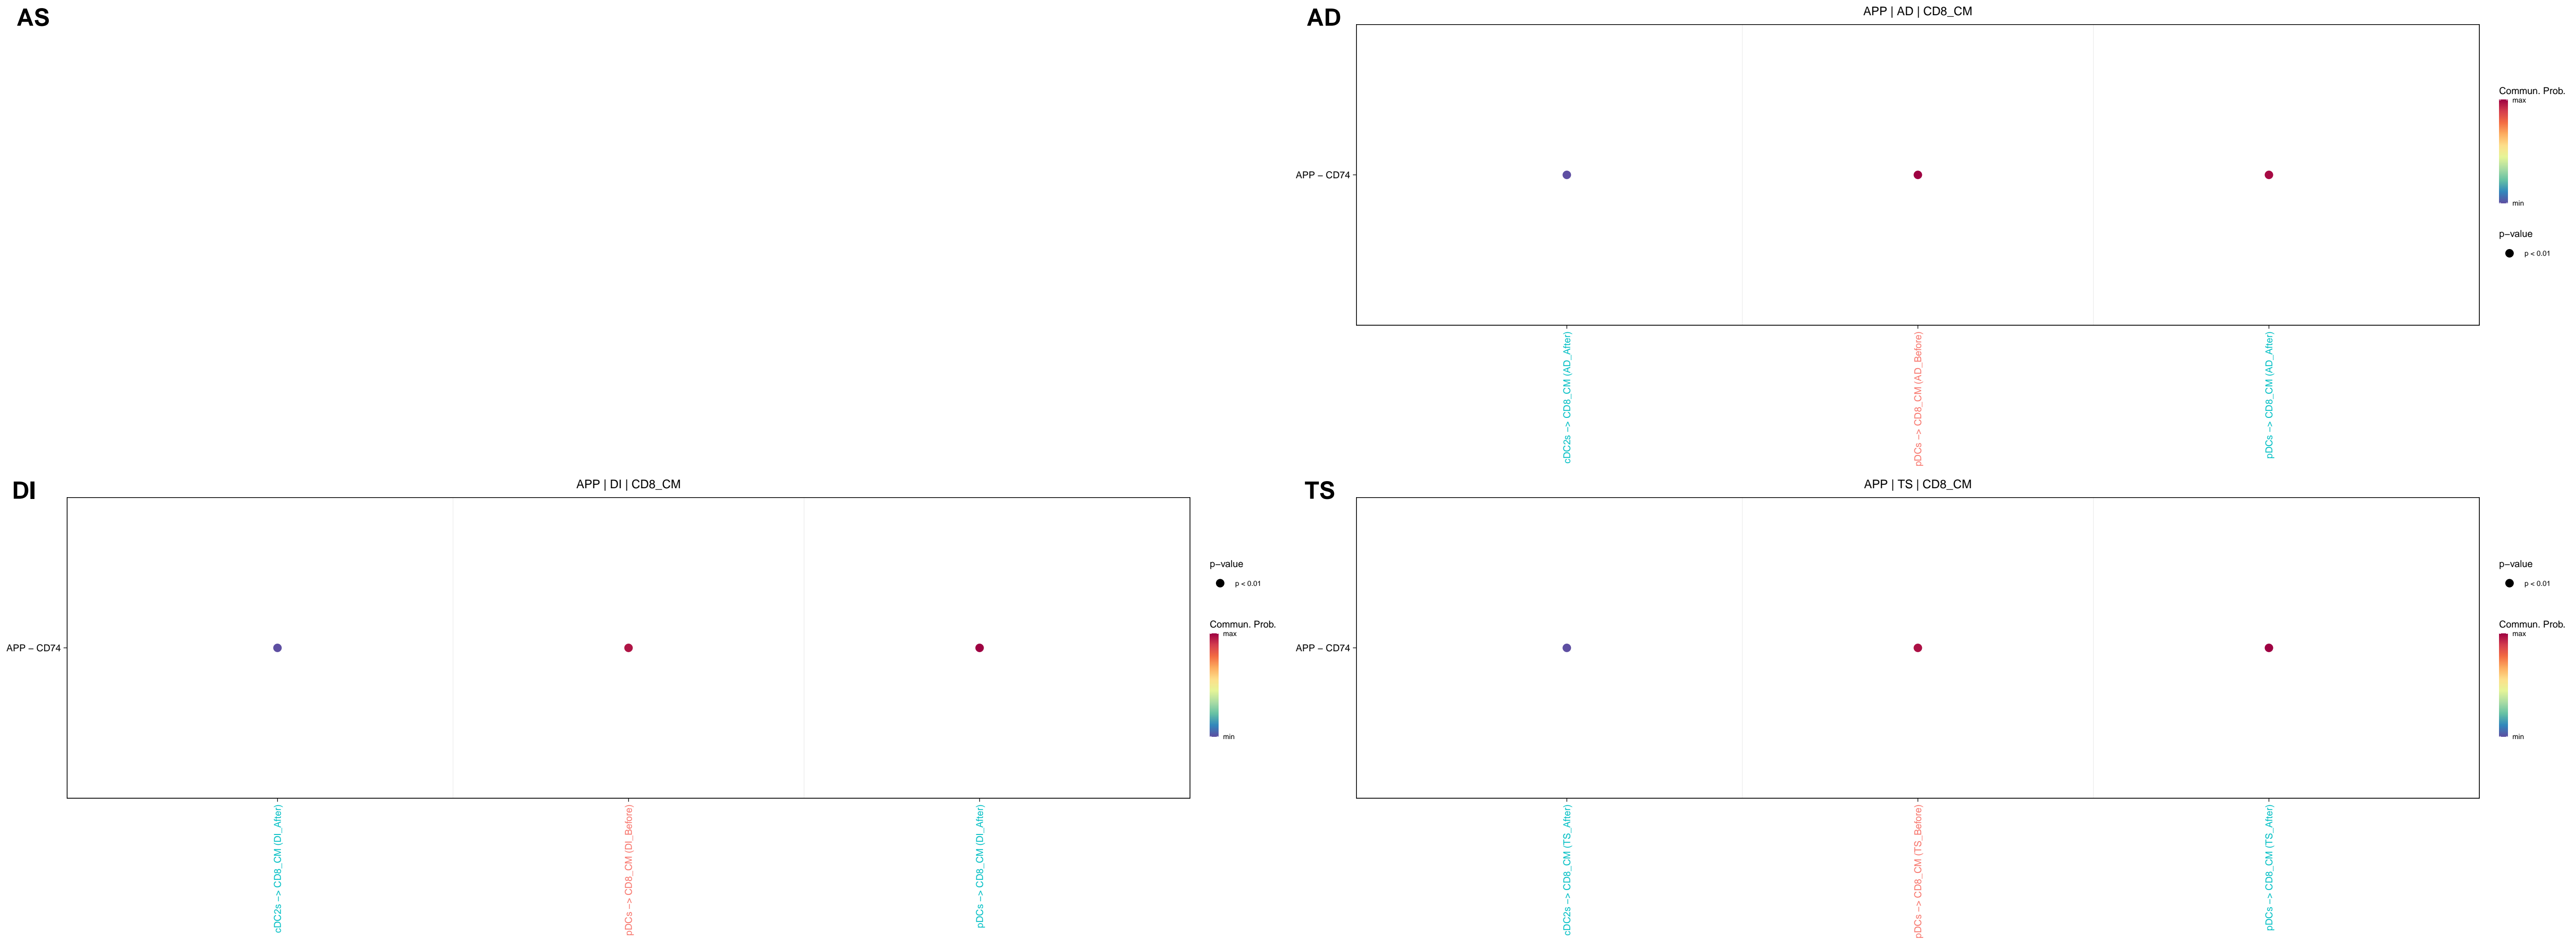 AS
AD
APP | AD | CD8_CM
APP – CD74
cDC2s –> CD8_CM (AD_After)
pDCs –> CD8_CM (AD_Before)
pDCs –> CD8_CM (AD_After)
Commun. Prob.
max
min
p–value
p < 0.01
DI
APP | DI | CD8_CM
APP – CD74
cDC2s –> CD8_CM (DI_After)
pDCs –> CD8_CM (DI_Before)
pDCs –> CD8_CM (DI_After)
p–value
p < 0.01
Commun. Prob.
max
min
TS
APP | TS | CD8_CM
APP – CD74
cDC2s –> CD8_CM (TS_After)
pDCs –> CD8_CM (TS_Before)
pDCs –> CD8_CM (TS_After)
p–value
p < 0.01
Commun. Prob.
max
min